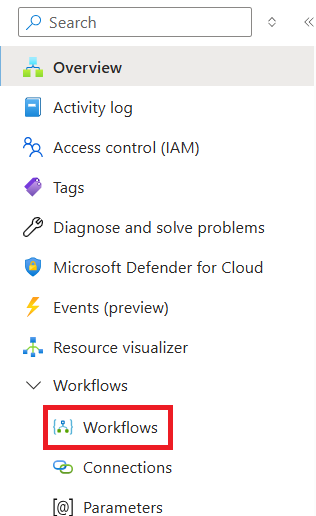 Search
Overview
Activity log
Access control (IAM)
Tags
Diagnose and solve problems
Microsoft Defender for Cloud
Events (preview)
Resource visualizer
Workflows
Workflows
Connections
[@] Parameters